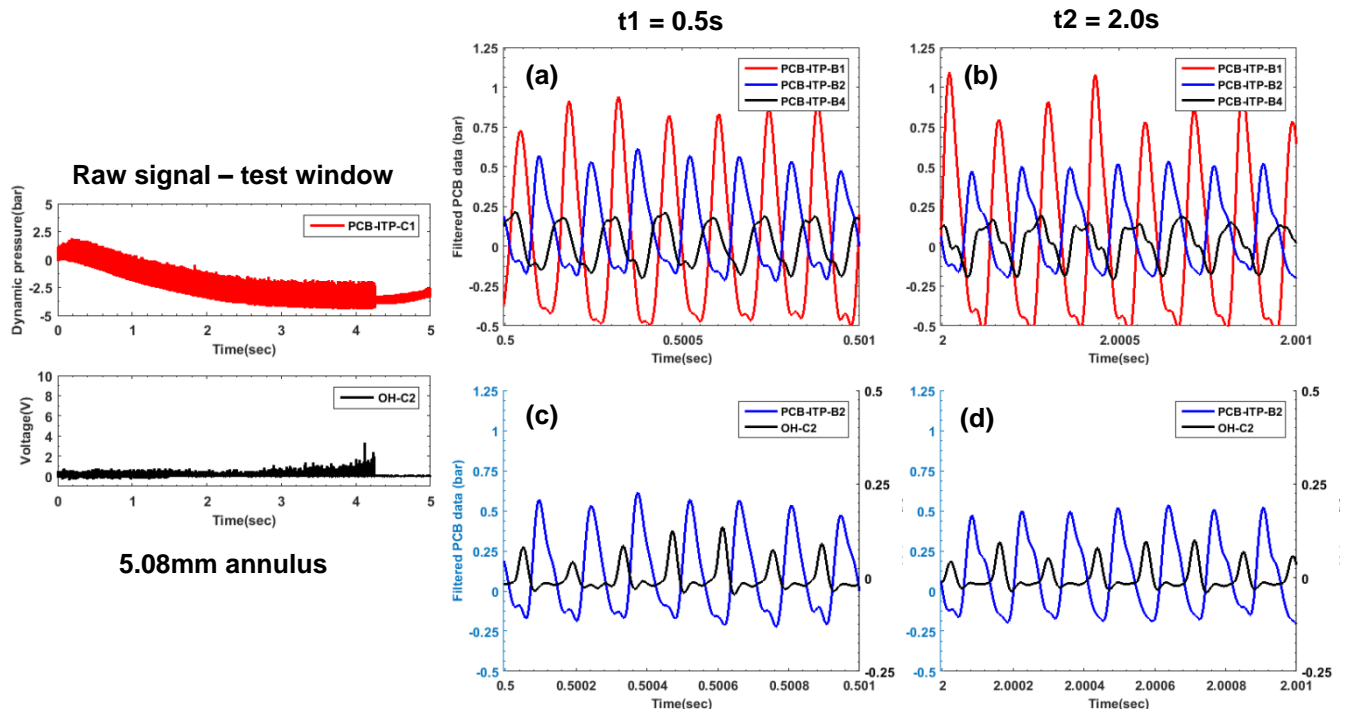 t1 = 0.5s
t2 = 2.0s
Raw signal – test window
Dynamic pressure(bar)
5
2.5
0
-2.5
-5
PCB-ITP-C1
0 1 2 3 4 5
Time(sec)
Voltage(V)
10
8
6
4
2
0
OH-C2
0 1 2 3 4 5
Time(sec)
5.08mm annulus
(a)
Filtered PCB data (bar)
1.25
1
0.75
0.5
0.25
0
-0.25
-0.5
PCB-ITP-B1
PCB-ITP-B2
PCB-ITP-B4
0.5 0.5005 0.501
Time(sec)
(b)
1.25
1
0.75
0.5
0.25
0
-0.25
-0.5
PCB-ITP-B1
PCB-ITP-B2
PCB-ITP-B4
2 2.0005 2.001
Time(sec)
(c)
Filtered PCB data (bar)
1.25
1
0.75
0.5
0.25
0
-0.25
-0.5
PCB-ITP-B2
OH-C2
0.5
0.25
0
-0.25
0.5 0.5002 0.5004 0.5006 0.5008 0.501
Time(sec)
(d)
1.25
1
0.75
0.5
0.25
0
-0.25
-0.5
PCB-ITP-B2
OH-C2
0.5
0.25
0
-0.25
2 2.0002 2.0004 2.0006 2.0008 2.001
Time(sec)